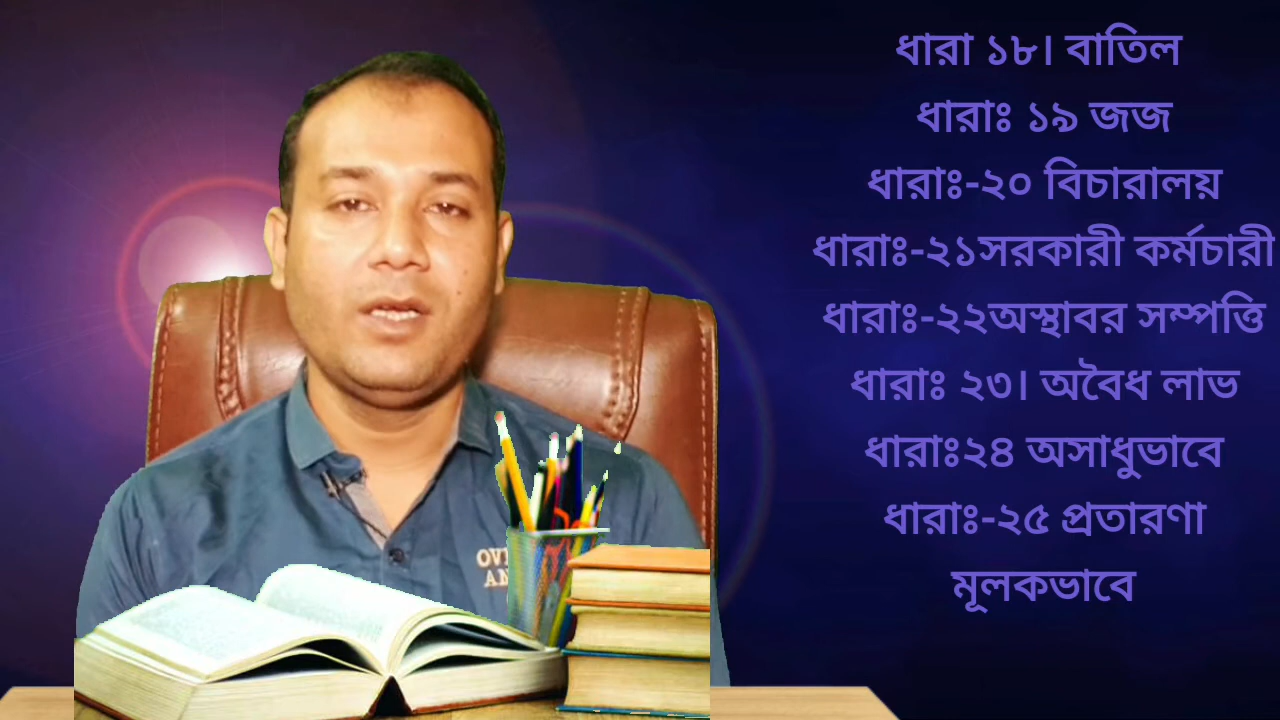 ধারা ১৮। বাতিল
ধারাঃ ১৯ জজ
ধারাঃ-২০ বিচারালয়
ধারাঃ-২১সরকারী কর্মচারী
ধারাঃ-২২অস্থাবর সম্পত্তি
ধারাঃ ২৩। অবৈধ লাভ
ধারাঃ২৪ অসাধুভাবে
ধারাঃ-২৫ প্রতারণা
মূলকভাবে